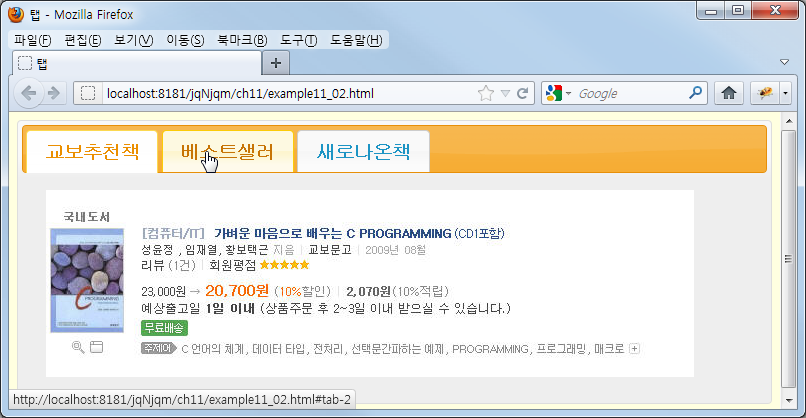 탭 - Mozilla Firefox
파일(F) 편집(E) 보기(V) 이동(S) 북마크(B) 도구(T) 도움말(H)
탭
localhost:8181/jqNjqm/ch11/example11_02.html
Google
교보추천책 베스트샐러 새로나온책
국내도서
[컴퓨터/IT] 가벼운 마음으로 배우는 C PROGRAMMING (CD1포함)
성윤정 , 임재열, 황보택근 지음 | 교보문고 | 2009년 08월
리뷰 (1건) | 회원평점 ★★★★★
23,000원 → 20,700원 (10%할인) | 2,070원(10%적립)
예상출고일 1일 이내 (상품주문 후 2~3일 이내 받으실 수 있습니다.)
무료배송
주제어 C 언어의 체계, 데이터 타입, 전처리, 선택문간파하는 예제, PROGRAMMING, 프로그래밍, 매크로
C PROGRAMMING
http://localhost:8181/jqNjqm/ch11/example11_02.html#tab-2